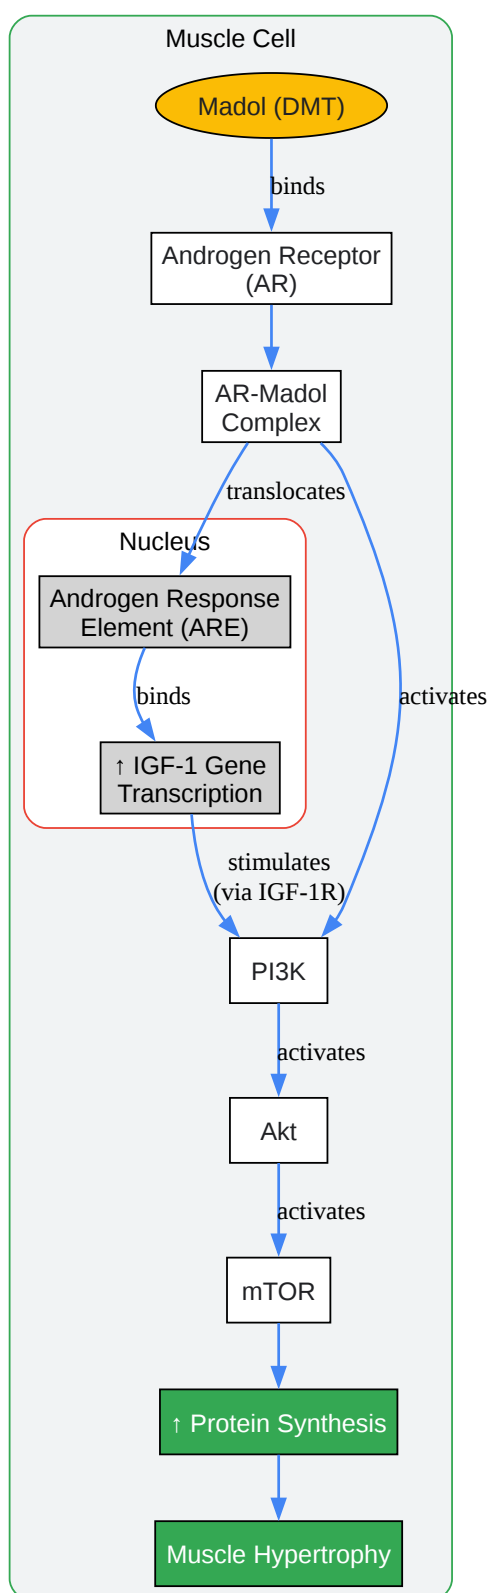 Muscle Cell
Madol (DMT)
binds
Androgen Receptor
(AR)
AR-Madol
Complex
translocates
Nucleus
Androgen Response
Element (ARE)
binds
activates
↑ IGF-1 Gene
Transcription
stimulates
(via IGF-1R)
PI3K
activates
Akt
activates
mTOR
↑ Protein Synthesis
Muscle Hypertrophy